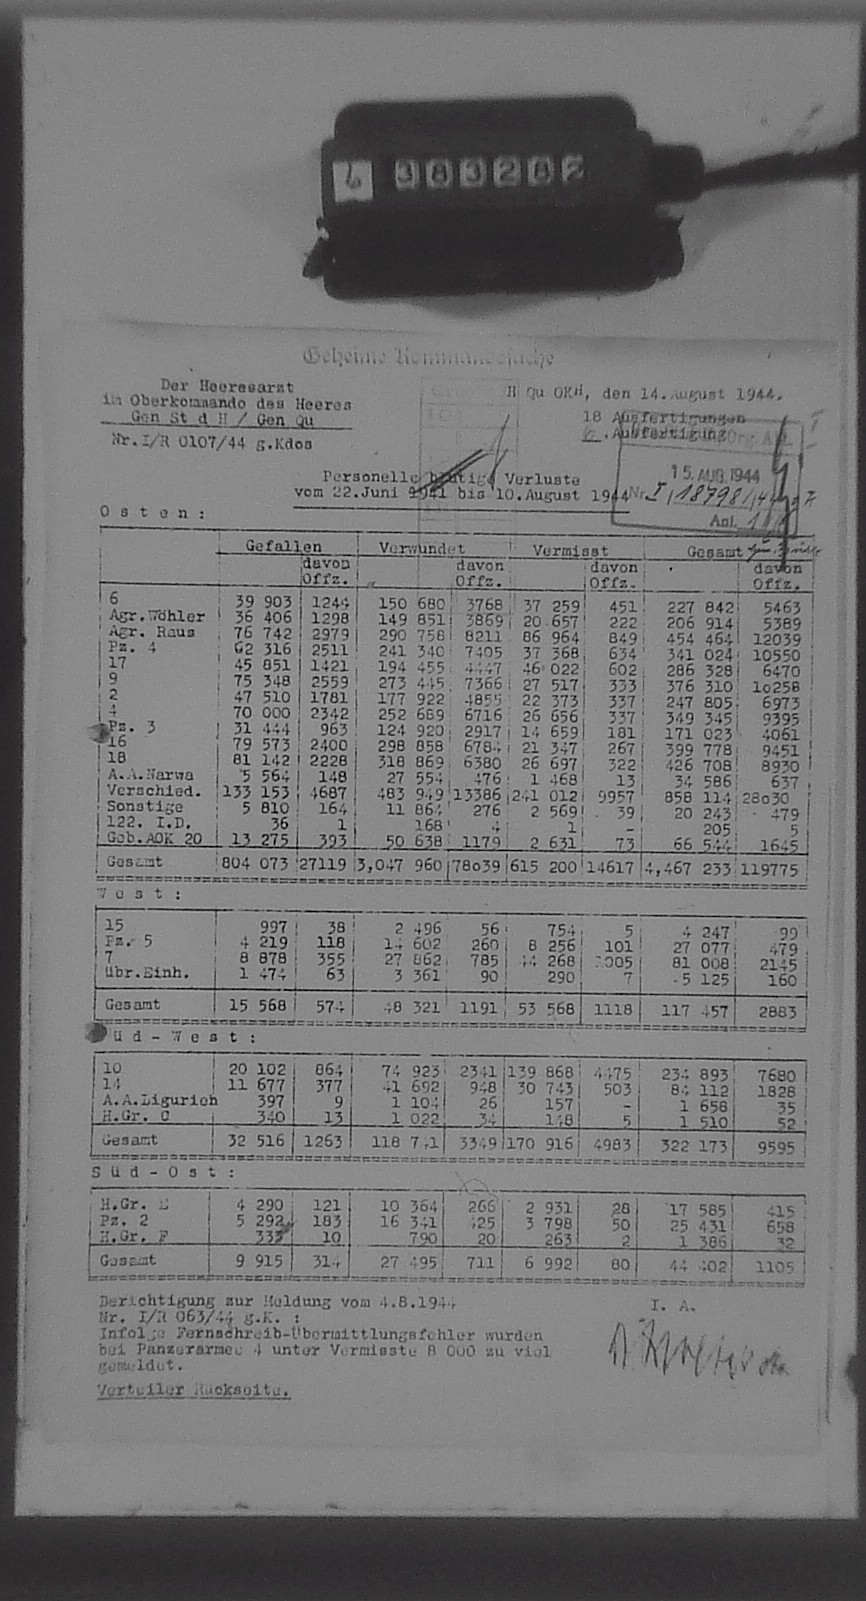 6 383282
Geheime Kommandosache
Der Heeresarzt
im Oberkommando des Heeres
Gen St d H / Gen Qu
Nr. I/R 0107/44 g.Kdos
H Qu OKH, den 14.August 1944.
18 Ausfertigungen
6. Ausfertigung
15. AUG. 1944
Nr. I/18798/44
Anl. 1
Personelle blutige Verluste
vom 22.Juni 1941 bis 10.August 1944
Osten:
Gefallen Verwundet Vermisst Gesamt
davon davon davon davon
Offz. Offz. Offz. Offz.
6 39 903 1244 150 680 3768 37 259 451 227 842 5463
Agr.Wöhler 36 406 1298 149 851 3869 20 657 222 206 914 5389
Agr. Raus 76 742 2979 290 758 8211 86 964 849 454 464 12039
Pz. 4 62 316 2511 241 340 7405 37 368 634 341 024 10550
17 45 851 1421 194 455 4447 46 022 602 286 328 6470
9 75 348 2559 273 445 7366 27 517 333 376 310 1o258
2 47 510 1781 177 922 4855 22 373 337 247 805 6973
4 70 000 2342 252 689 6716 26 656 337 349 345 9395
Pz. 3 31 444 963 124 920 2917 14 659 181 171 023 4061
16 79 573 2400 298 858 6784 21 347 267 399 778 9451
18 81 142 2228 318 869 6380 26 697 322 426 708 8930
A.A.Narwa 5 564 148 27 554 476 1 468 13 34 586 637
Verschied. 133 153 4687 483 949 13386 241 012 9957 858 114 28o30
Sonstige 5 810 164 11 864 276 2 569 39 20 243 479
122. I.D. 36 1 168 4 1 - 205 5
Geb.AOK 20 13 275 393 50 638 1179 2 631 73 66 544 1645
Gesamt 804 073 27119 3,047 960 78o39 615 200 14617 4,467 233 119775
West:
15 997 38 2 496 56 754 5 4 247 99
Pz. 5 4 219 118 14 602 260 8 256 101 27 077 479
7 8 878 355 27 862 785 44 268 1005 81 008 2145
Übr.Einh. 1 474 63 3 361 90 290 7 5 125 160
Gesamt 15 568 574 48 321 1191 53 568 1118 117 457 2883
üd-West:
10 20 102 864 74 923 2341 139 868 4475 234 893 7680
14 11 677 377 41 692 948 30 743 503 84 112 1828
A.A.Ligurien 397 9 1 104 26 157 - 1 658 35
H.Gr. C 340 13 1 022 34 148 5 1 510 52
Gesamt 32 516 1263 118 741 3349 170 916 4983 322 173 9595
Süd-Ost:
H.Gr. E 4 290 121 10 364 266 2 931 28 17 585 415
Pz. 2 5 292 183 16 341 425 3 798 50 25 431 658
H.Gr. F 333 10 790 20 263 2 1 386 32
Gesamt 9 915 314 27 495 711 6 992 80 44 402 1105
Berichtigung zur Meldung vom 4.8.1944
Nr. I/R 063/44 g.K. :
Infolge Fernschreib-Übermittlungsfehler wurden
bei Panzerarmee 4 unter Vermisste 8 000 zu viel
gemeldet.
Verteiler Rückseite.
I. A.